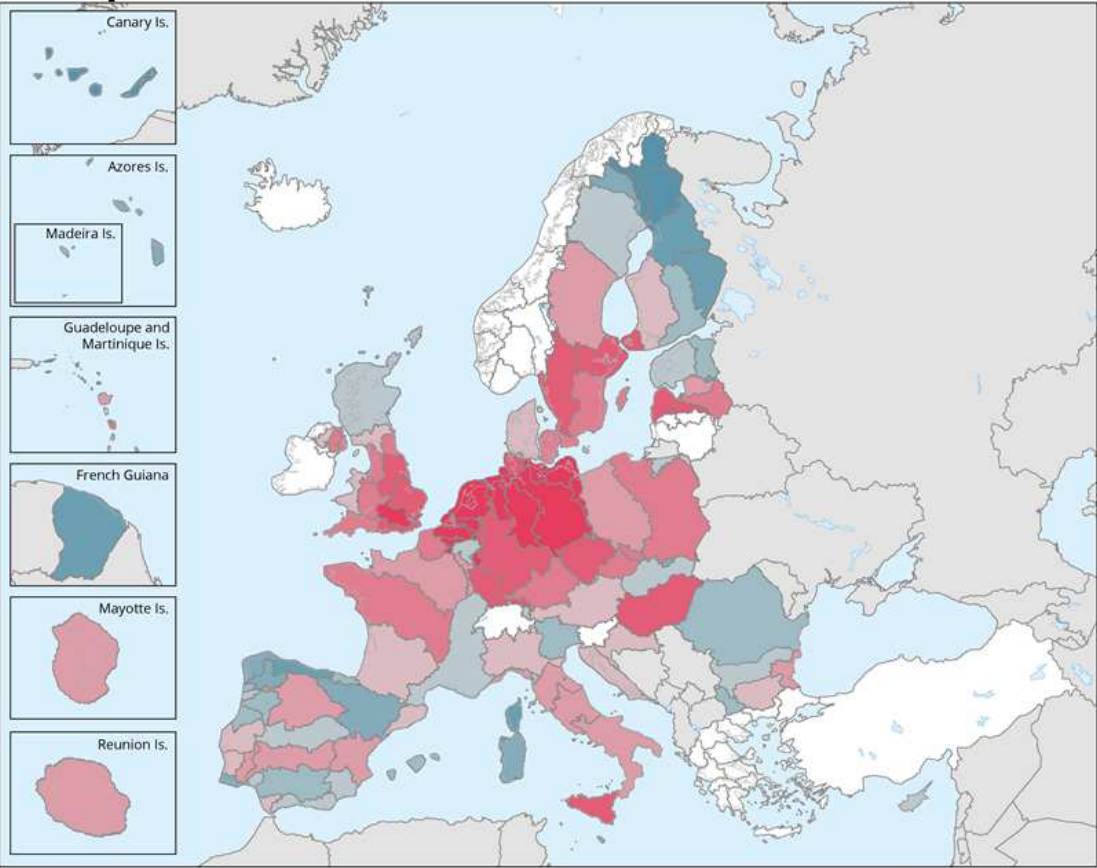 Canary Is.
Azores Is.
Madeira Is.
Guadeloupe and
Martinique Is.
French Guiana
Mayotte Is.
Reunion Is.